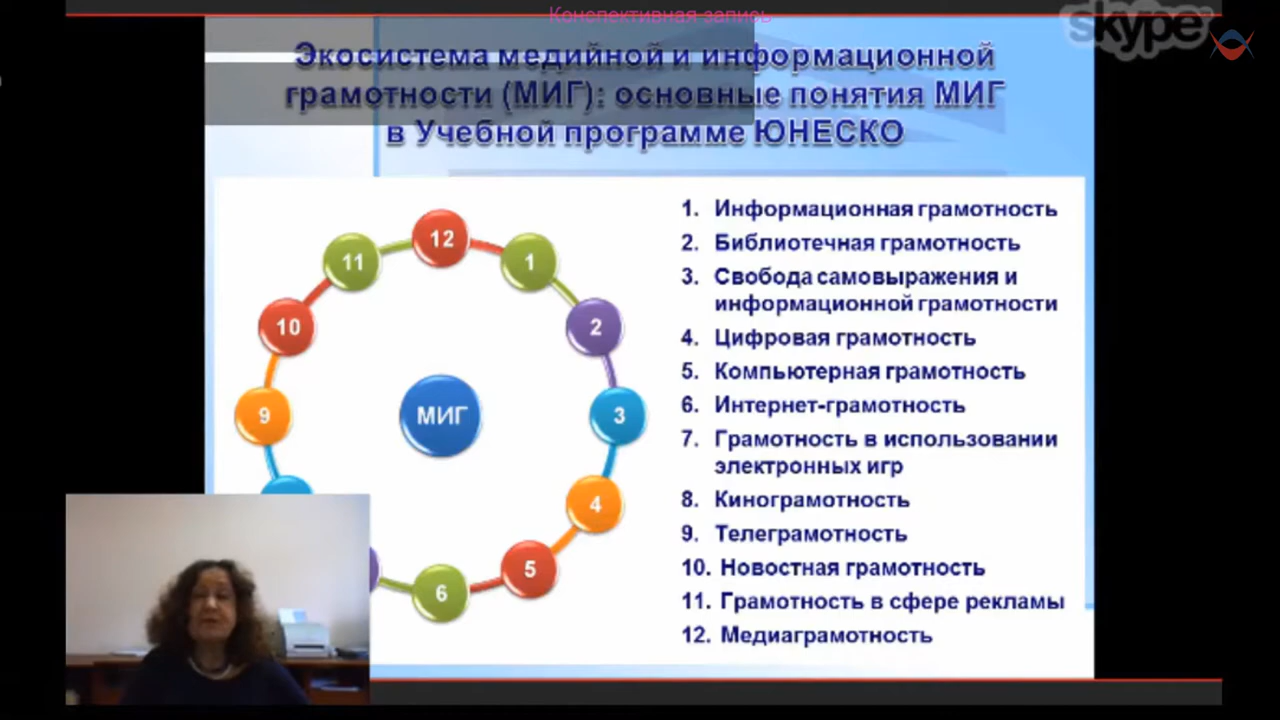 Конспективная запись
skype
Экосистема медийной и информационной
грамотности (МИГ): основные понятия МИГ
в Учебной программе ЮНЕСКО
12
11
1
10
2
9
МИГ
3
4
5
6
1. Информационная грамотность
2. Библиотечная грамотность
3. Свобода самовыражения и
информационной грамотности
4. Цифровая грамотность
5. Компьютерная грамотность
6. Интернет-грамотность
7. Грамотность в использовании
электронных игр
8. Кинограмотность
9. Телеграмотность
10. Новостная грамотность
11. Грамотность в сфере рекламы
12. Медиаграмотность